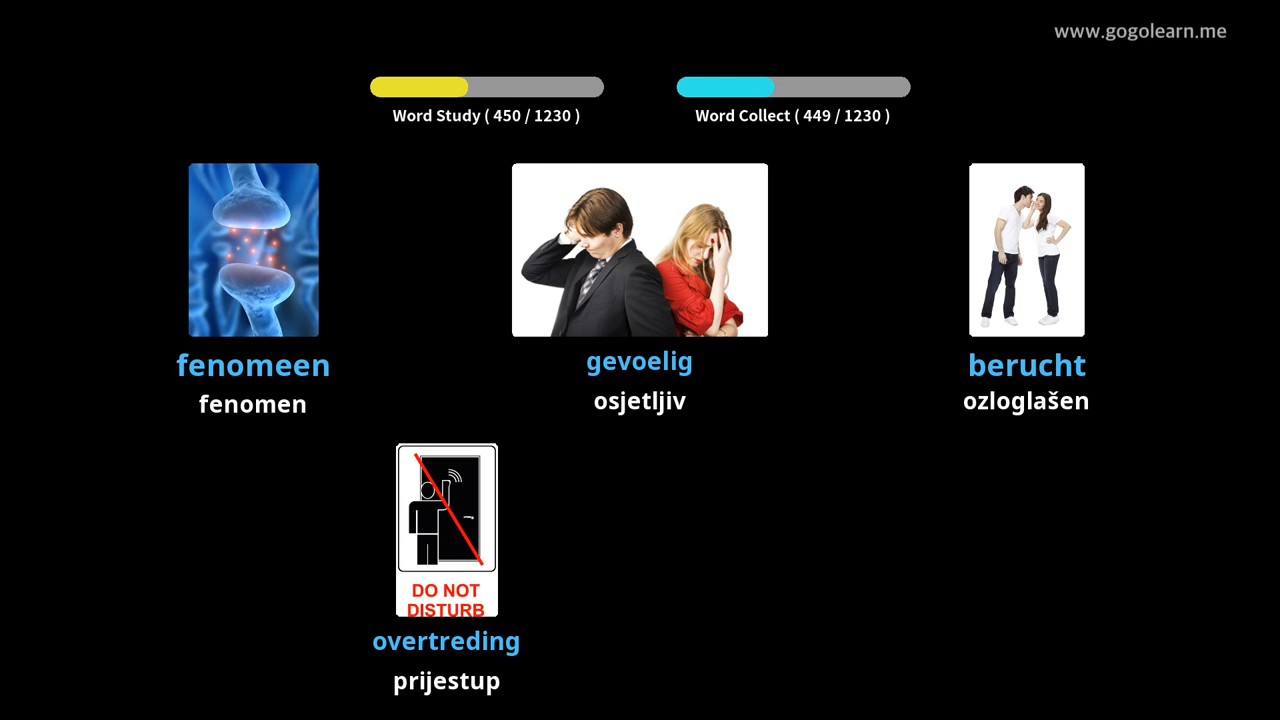 www.gogolearn.me
Word Study ( 450 / 1230 )
Word Collect ( 449 / 1230 )
fenomeen
fenomen
gevoelig
osjetljiv
berucht
ozloglašen
DO NOT
DISTURB
overtreding
prijestup